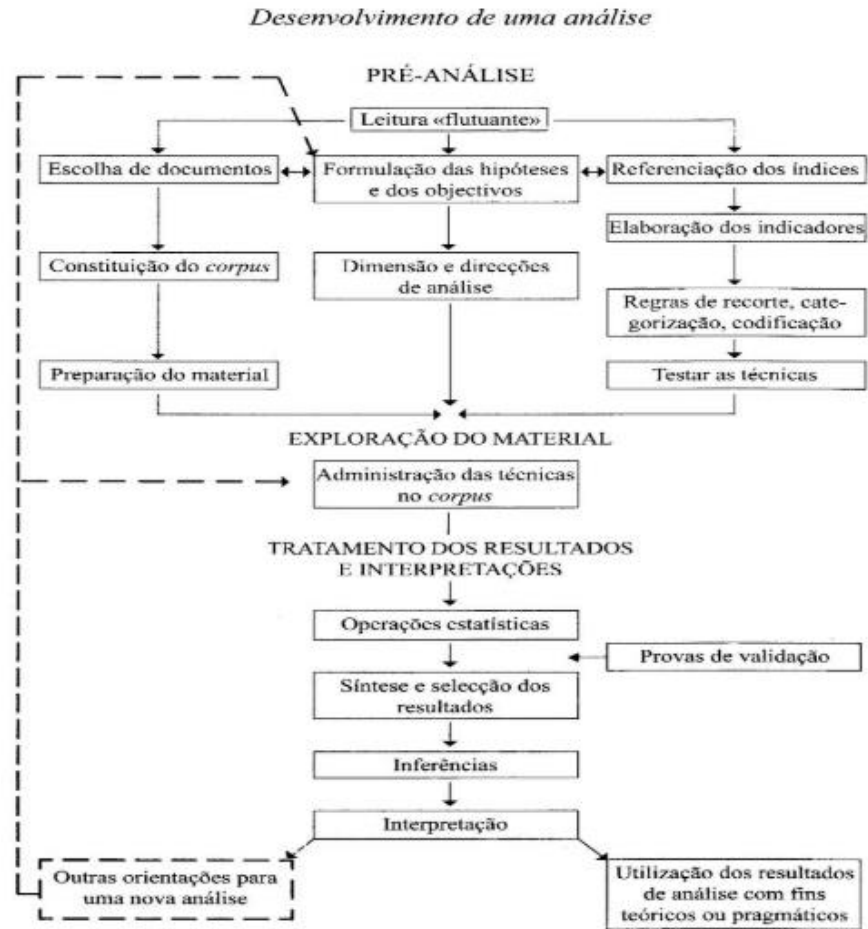 Desenvolvimento de uma análise
PRÉ-ANÁLISE
Leitura «flutuante»
Escolha de documentos
Formulação das hipóteses
e dos objectivos
Referenciação dos índices
Elaboração dos indicadores
Constituição do corpus
Dimensão e direcções
de análise
Regras de recorte, cate-
gorização, codificação
Preparação do material
Testar as técnicas
EXPLORAÇÃO DO MATERIAL
Administração das técnicas
no corpus
TRATAMENTO DOS RESULTADOS
E INTERPRETAÇÕES
Operações estatísticas
Provas de validação
Síntese e selecção dos
resultados
Inferências
Interpretação
Outras orientações para
uma nova análise
Utilização dos resultados
de análise com fins
teóricos ou pragmáticos